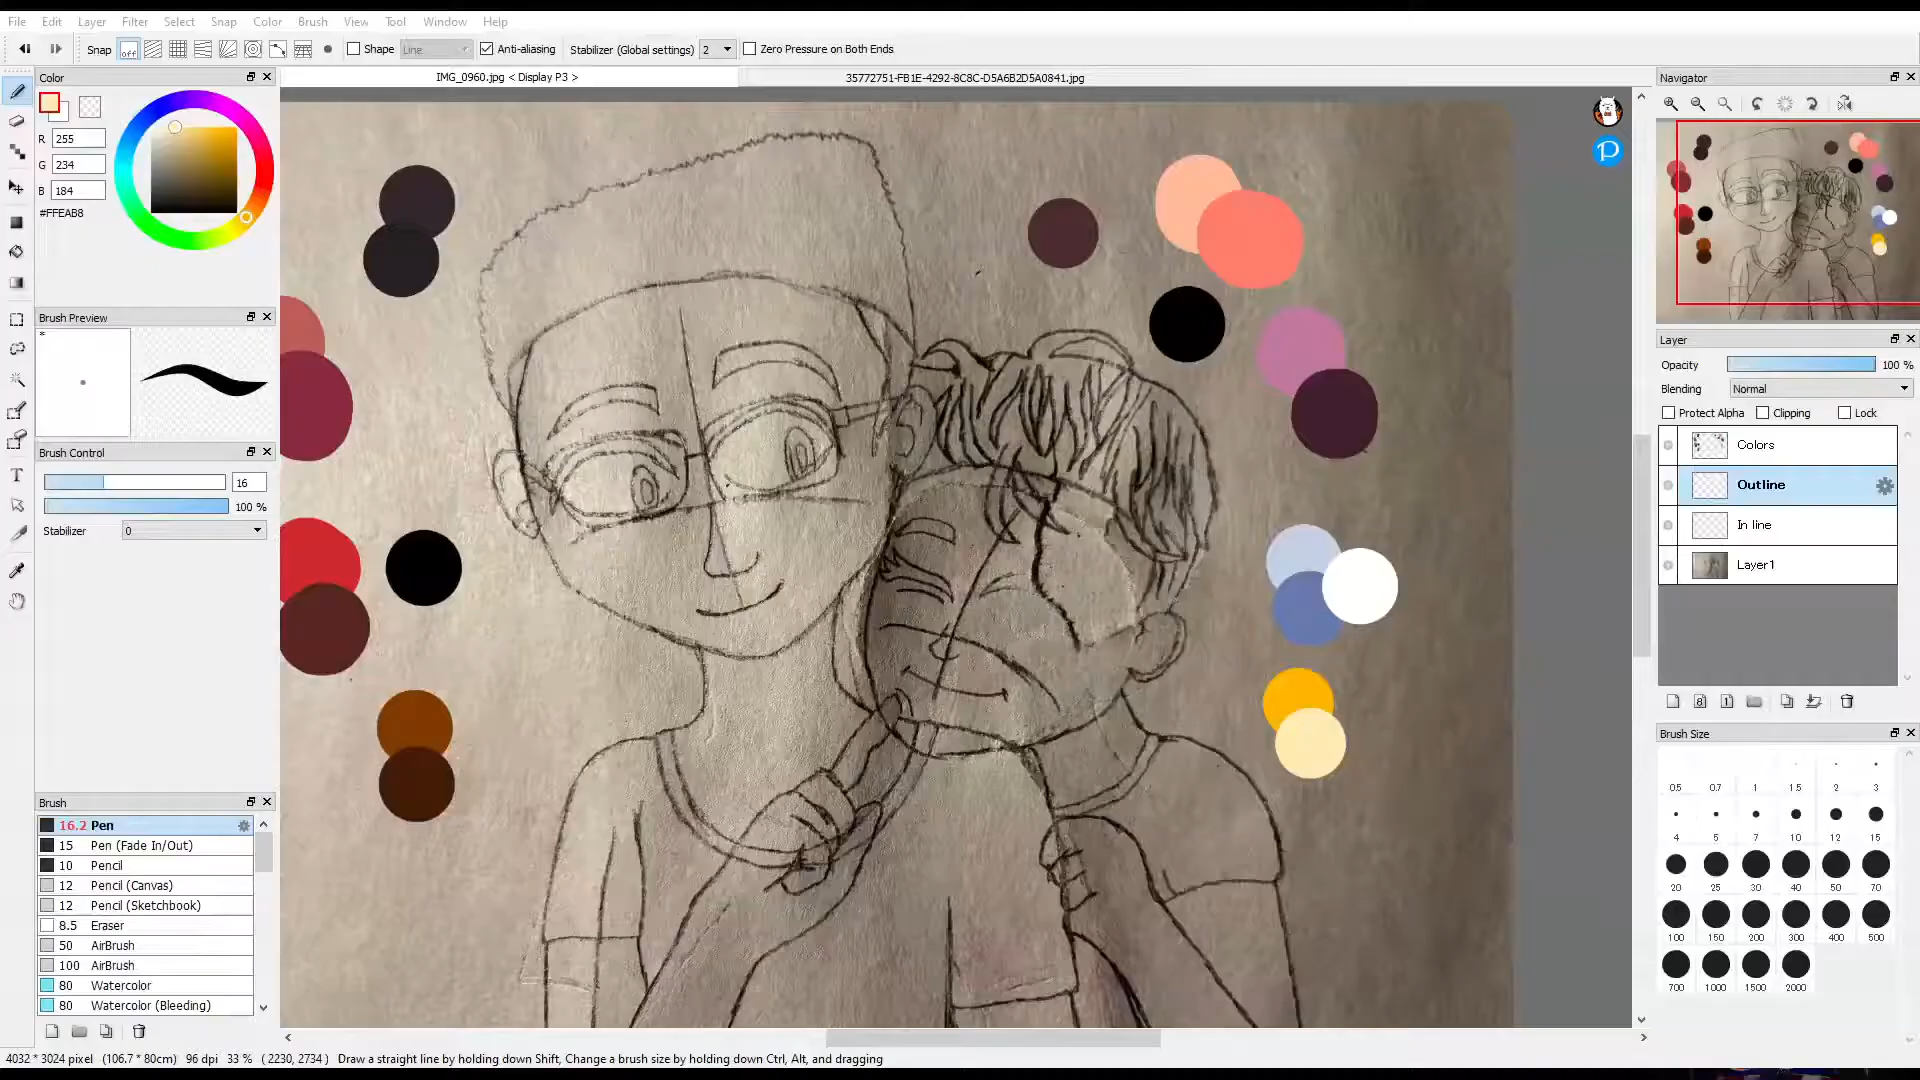 File Edit Layer Filter Select Snap Color Brush View Tool Window Help
Snap off Shape Line Anti-aliasing Stabilizer (Global settings) 2 Zero Pressure on Both Ends
Color
IMG_0960.jpg < Display P3 >
35772751-FB1E-4292-8C8C-D5A6B2D5A0841.jpg
Navigator
R 255
G 234
B 184
#FFEAB8
Brush Preview
*
Brush Control
16
100 %
Stabilizer 0
Brush
16.2 Pen
15 Pen (Fade In/Out)
10 Pencil
12 Pencil (Canvas)
12 Pencil (Sketchbook)
8.5 Eraser
50 AirBrush
100 AirBrush
80 Watercolor
80 Watercolor (Bleeding)
Layer
Opacity 100 %
Blending Normal
Protect Alpha Clipping Lock
Colors
Outline
In line
Layer1
8 1
Brush Size
0.5 0.7 1 1.5 2 3
4 5 7 10 12 15
20 25 30 40 50 70
100 150 200 300 400 500
700 1000 1500 2000
4032 * 3024 pixel (106.7 * 80cm) 96 dpi 33 % ( 2230, 2734 ) Draw a straight line by holding down Shift, Change a brush size by holding down Ctrl, Alt, and dragging